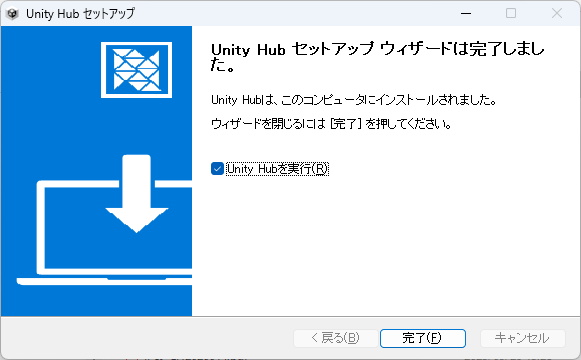 Unity Hub セットアップ
Unity Hub セットアップ ウィザードは完了しまし
た。
Unity Hubは、このコンピュータにインストールされました。
ウィザードを閉じるには [完了] を押してください。
Unity Hubを実行(R)
< 戻る(B)
完了(F)
キャンセル